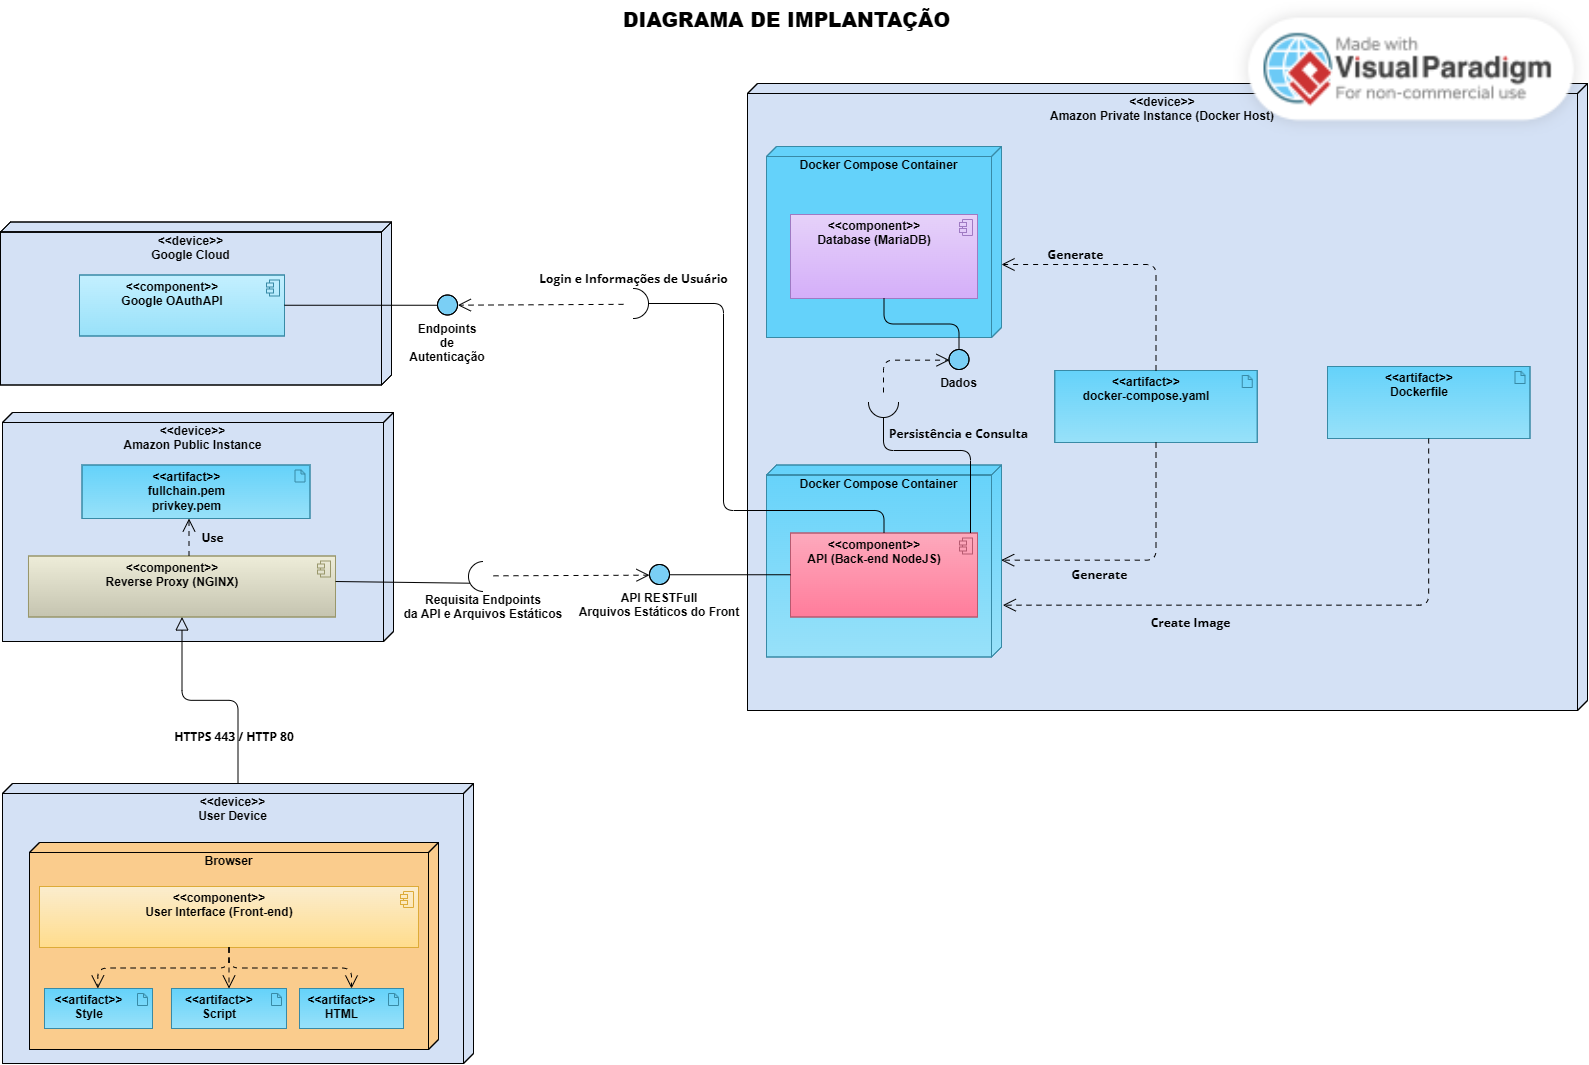 DIAGRAMA DE IMPLANTAÇÃO
Made with
Visual Paradigm
For non-commercial use
<<device>>
Amazon Private Instance (Docker Host)
Docker Compose Container
<<component>>
Database (MariaDB)
Generate
<<device>>
Google Cloud
<<component>>
Google OAuthAPI
Login e Informações de Usuário
Endpoints
de
Autenticação
Dados
<<artifact>>
docker-compose.yaml
<<artifact>>
Dockerfile
Persistência e Consulta
<<device>>
Amazon Public Instance
<<artifact>>
fullchain.pem
privkey.pem
Use
<<component>>
Reverse Proxy (NGINX)
Requisita Endpoints
da API e Arquivos Estáticos
API RESTFull
Arquivos Estáticos do Front
Docker Compose Container
<<component>>
API (Back-end NodeJS)
Generate
Create Image
HTTPS 443 / HTTP 80
<<device>>
User Device
Browser
<<component>>
User Interface (Front-end)
<<artifact>>
Style
<<artifact>>
Script
<<artifact>>
HTML